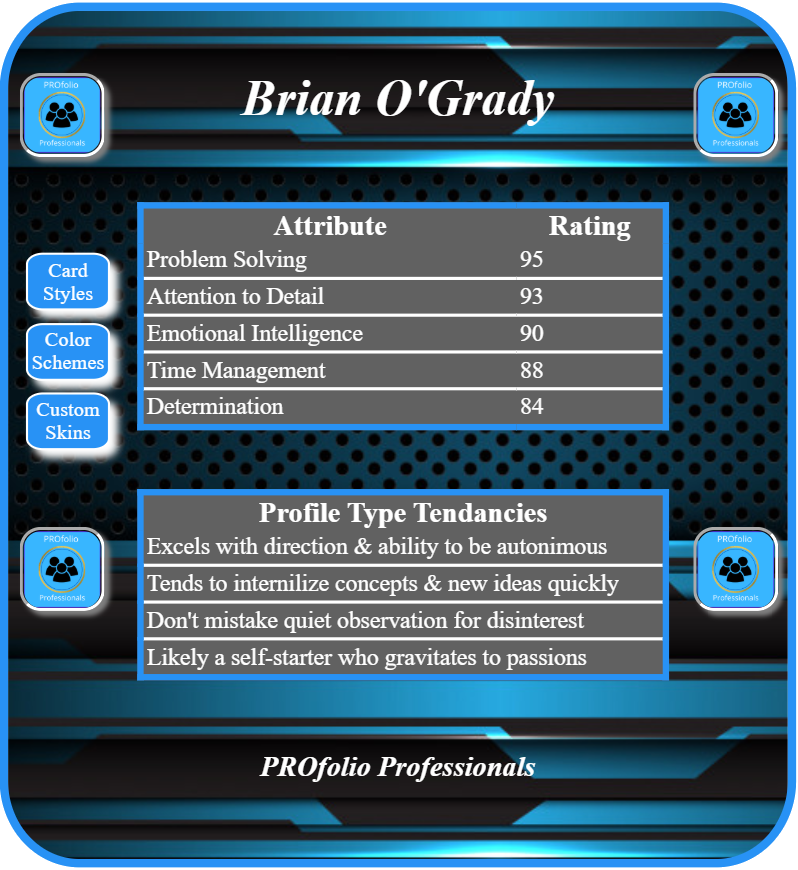 Brian O'Grady
PROfolio
Professionals
PROfolio
Professionals
Attribute Rating
Problem Solving 95
Attention to Detail 93
Emotional Intelligence 90
Time Management 88
Determination 84
Card
Styles
Color
Schemes
Custom
Skins
Profile Type Tendancies
Excels with direction & ability to be autonimous
Tends to internilize concepts & new ideas quickly
Don't mistake quiet observation for disinterest
Likely a self-starter who gravitates to passions
PROfolio
Professionals
PROfolio
Professionals
PROfolio Professionals